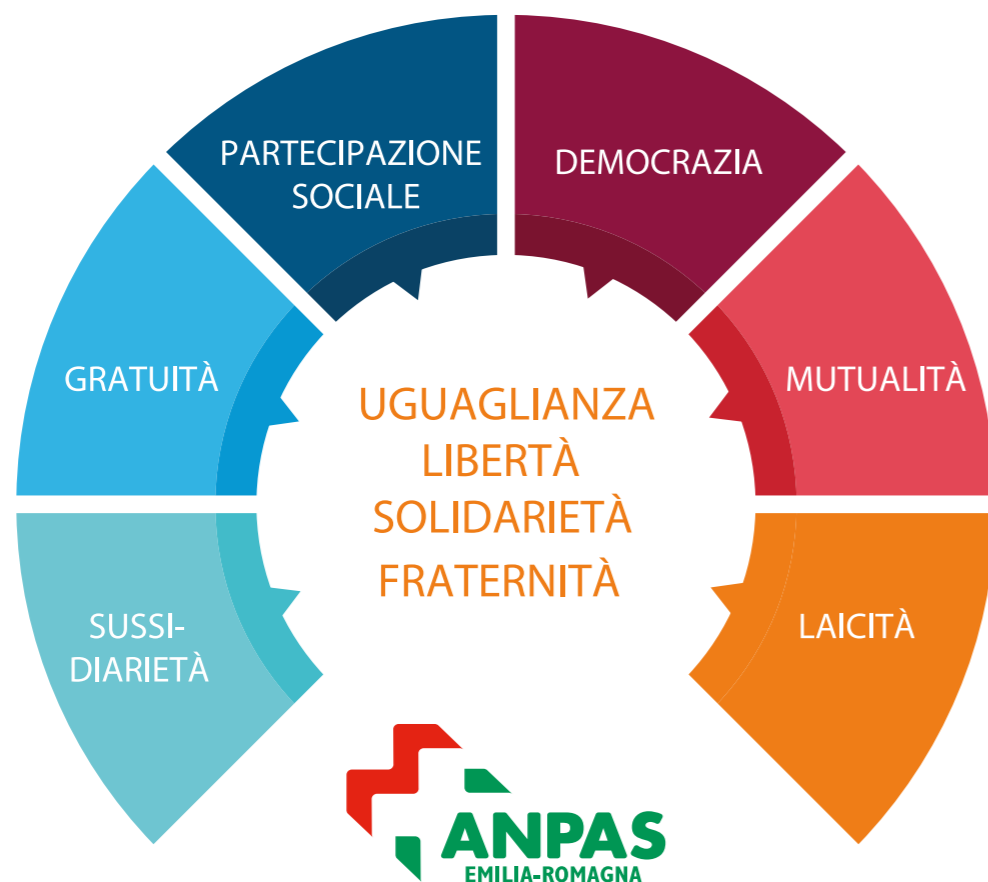 PARTECIPAZIONE
SOCIALE
DEMOCRAZIA
GRATUITÀ
MUTUALITÀ
UGUAGLIANZA
LIBERTÀ
SOLIDARIETÀ
FRATERNITÀ
SUSSI-
DIARIETÀ
LAICITÀ
ANPAS
EMILIA-ROMAGNA